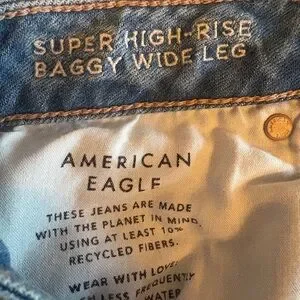 SUPER HIGH-RISE
BAGGY WIDE LEG
AMERICAN
EAGLE
THESE JEANS ARE MADE
WITH THE PLANET IN MIND,
USING AT LEAST 10%
RECYCLED FIBERS.
WEAR WITH LOVE:
LESS FREQUENTLY
WATER